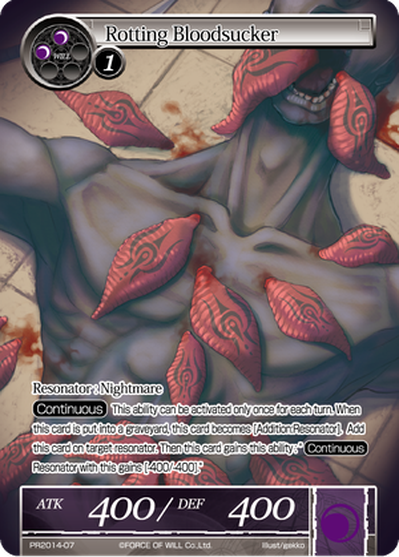 Rotting Bloodsucker
WILL
1
Resonator : Nightmare
Continuous This ability can be activated only once for each turn. When
this card is put into a graveyard, this card becomes [Addition:Resonator]. Add
this card on target resonator. Then this card gains this ability:" Continuous
Resonator with this gains [-400/-400]."
ATK 400 / DEF 400
PR2014-07 ©FORCE OF WILL Co.,Ltd. Illust/gekko